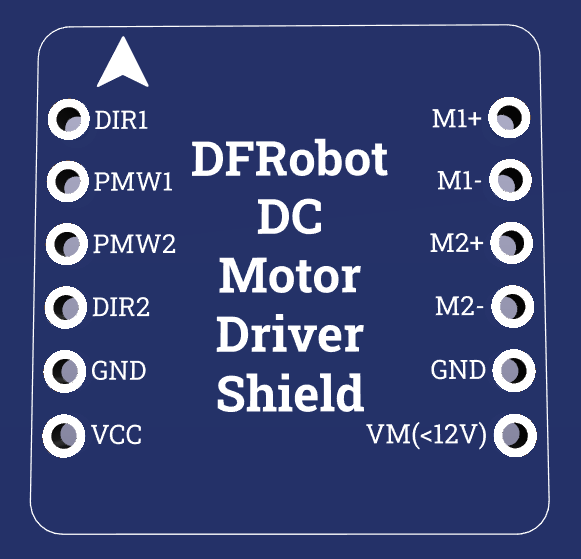 DIR1
PMW1
PMW2
DIR2
GND
VCC
DFRobot
DC
Motor
Driver
Shield
M1+
M1-
M2+
M2-
GND
VM(<12V)